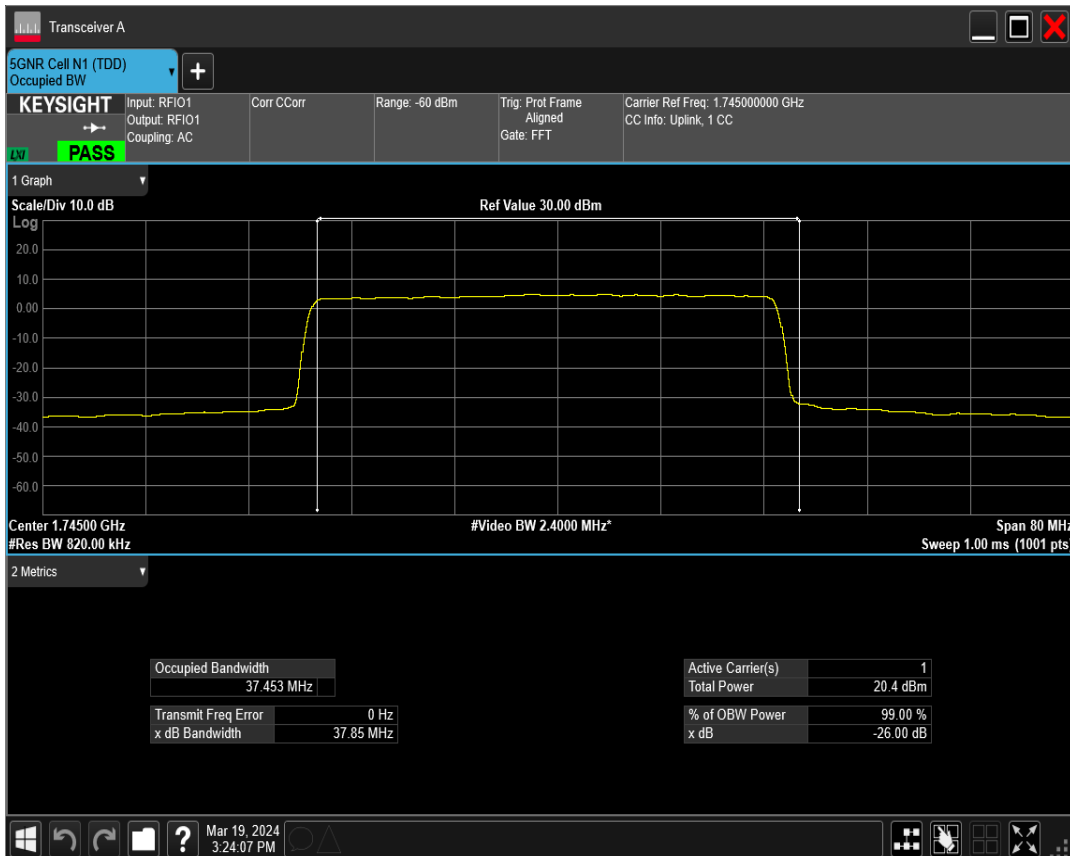 Transceiver A
5GNR Cell N1 (TDD)
Occupied BW
+
KEYSIGHT
LXI
PASS
Input: RFIO1
Output: RFIO1
Coupling: AC
Corr CCorr
Range: -60 dBm
Trig: Prot Frame
Aligned
Gate: FFT
Carrier Ref Freq: 1.745000000 GHz
CC Info: Uplink, 1 CC
1 Graph
Scale/Div 10.0 dB
Ref Value 30.00 dBm
Log
20.0
10.0
0.00
-10.0
-20.0
-30.0
-40.0
-50.0
-60.0
Center 1.74500 GHz
#Video BW 2.4000 MHz*
Span 80 MHz
#Res BW 820.00 kHz
Sweep 1.00 ms (1001 pts)
2 Metrics
Occupied Bandwidth
37.453 MHz
Transmit Freq Error 0 Hz
x dB Bandwidth 37.85 MHz
Active Carrier(s) 1
Total Power 20.4 dBm
% of OBW Power 99.00 %
x dB -26.00 dB
?
Mar 19, 2024
3:24:07 PM